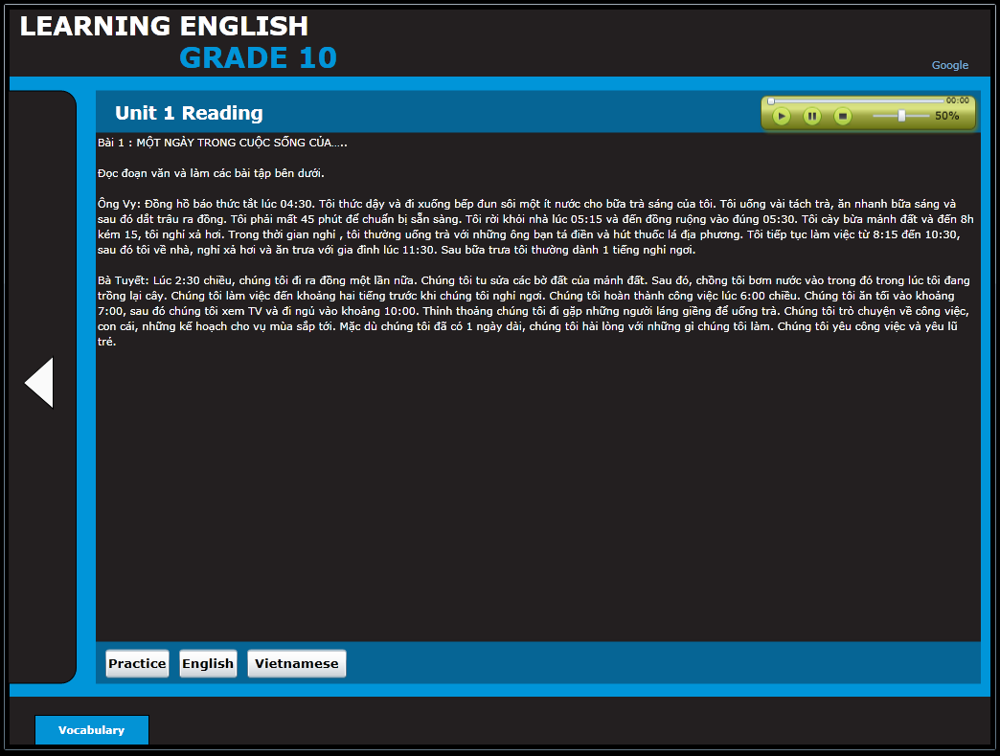 LEARNING ENGLISH
GRADE 10
Google
Unit 1 Reading
00:00
50%
Bài 1 : MỘT NGÀY TRONG CUỘC SỐNG CỦA.....
Đọc đoạn văn và làm các bài tập bên dưới.
Ông Vy: Đồng hồ báo thức tắt lúc 04:30. Tôi thức dậy và đi xuống bếp đun sôi một ít nước cho bữa trà sáng của tôi. Tôi uống vài tách trà, ăn nhanh bữa sáng và
sau đó dắt trâu ra đồng. Tôi phải mất 45 phút để chuẩn bị sẵn sàng. Tôi rời khỏi nhà lúc 05:15 và đến đồng ruộng vào đúng 05:30. Tôi cày bừa mảnh đất và đến 8h
kém 15, tôi nghỉ xả hơi. Trong thời gian nghỉ , tôi thường uống trà với những ông bạn tá điền và hút thuốc lá địa phương. Tôi tiếp tục làm việc từ 8:15 đến 10:30,
sau đó tôi về nhà, nghỉ xả hơi và ăn trưa với gia đình lúc 11:30. Sau bữa trưa tôi thường dành 1 tiếng nghỉ ngơi.
Bà Tuyết: Lúc 2:30 chiều, chúng tôi đi ra đồng một lần nữa. Chúng tôi tu sửa các bờ đất của mảnh đất. Sau đó, chồng tôi bơm nước vào trong đó trong lúc tôi đang
trồng lại cây. Chúng tôi làm việc đến khoảng hai tiếng trước khi chúng tôi nghỉ ngơi. Chúng tôi hoàn thành công việc lúc 6:00 chiều. Chúng tôi ăn tối vào khoảng
7:00, sau đó chúng tôi xem TV và đi ngủ vào khoảng 10:00. Thỉnh thoảng chúng tôi đi gặp những người láng giềng để uống trà. Chúng tôi trò chuyện về công việc,
con cái, những kế hoạch cho vụ mùa sắp tới. Mặc dù chúng tôi đã có 1 ngày dài, chúng tôi hài lòng với những gì chúng tôi làm. Chúng tôi yêu công việc và yêu lũ
trẻ.
Practice
English
Vietnamese
Vocabulary